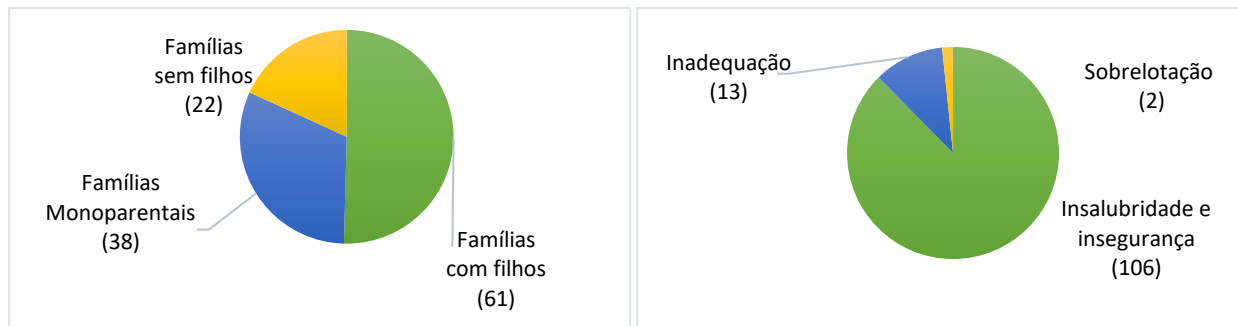 Famílias
sem filhos
(22)
Famílias
Monoparentais
(38)
Famílias
com filhos
(61)
Inadequação
(13)
Sobrelotação
(2)
Insalubridade e
insegurança
(106)